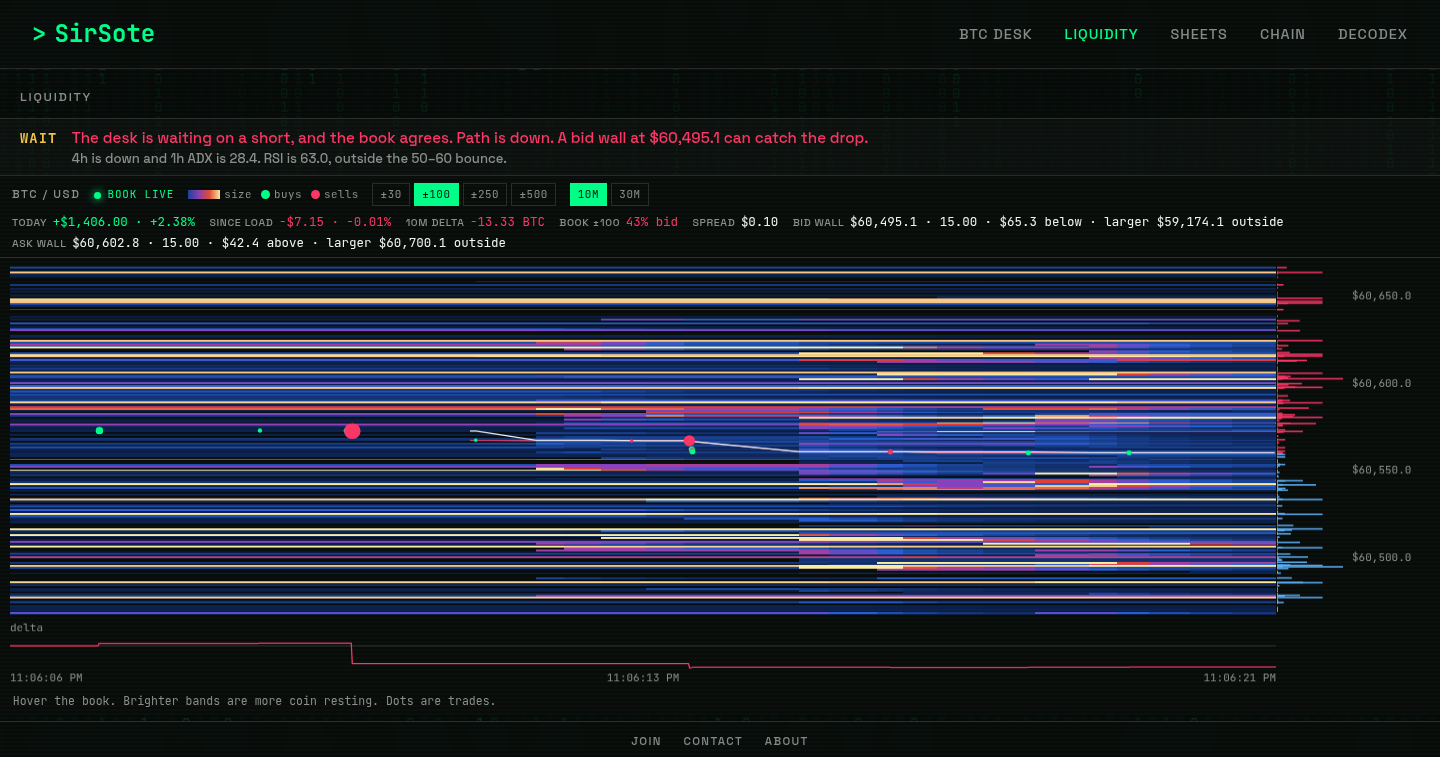 > SirSote
BTC DESK LIQUIDITY SHEETS CHAIN DECODEX
LIQUIDITY
WAIT The desk is waiting on a short, and the book agrees. Path is down. A bid wall at $60,495.1 can catch the drop.
4h is down and 1h ADX is 28.4. RSI is 63.0, outside the 50–60 bounce.
BTC / USD BOOK LIVE size buys sells ±30 ±100 ±250 ±500 10M 30M
TODAY +$1,406.00 · +2.38% SINCE LOAD -$7.15 · -0.01% 10M DELTA -13.33 BTC BOOK ±100 43% bid SPREAD $0.10 BID WALL $60,495.1 · 15.00 · $65.3 below · larger $59,174.1 outside
ASK WALL $60,602.8 · 15.00 · $42.4 above · larger $60,700.1 outside
$60,650.0
$60,600.0
$60,550.0
$60,500.0
delta
11:06:06 PM 11:06:13 PM 11:06:21 PM
Hover the book. Brighter bands are more coin resting. Dots are trades.
JOIN CONTACT ABOUT